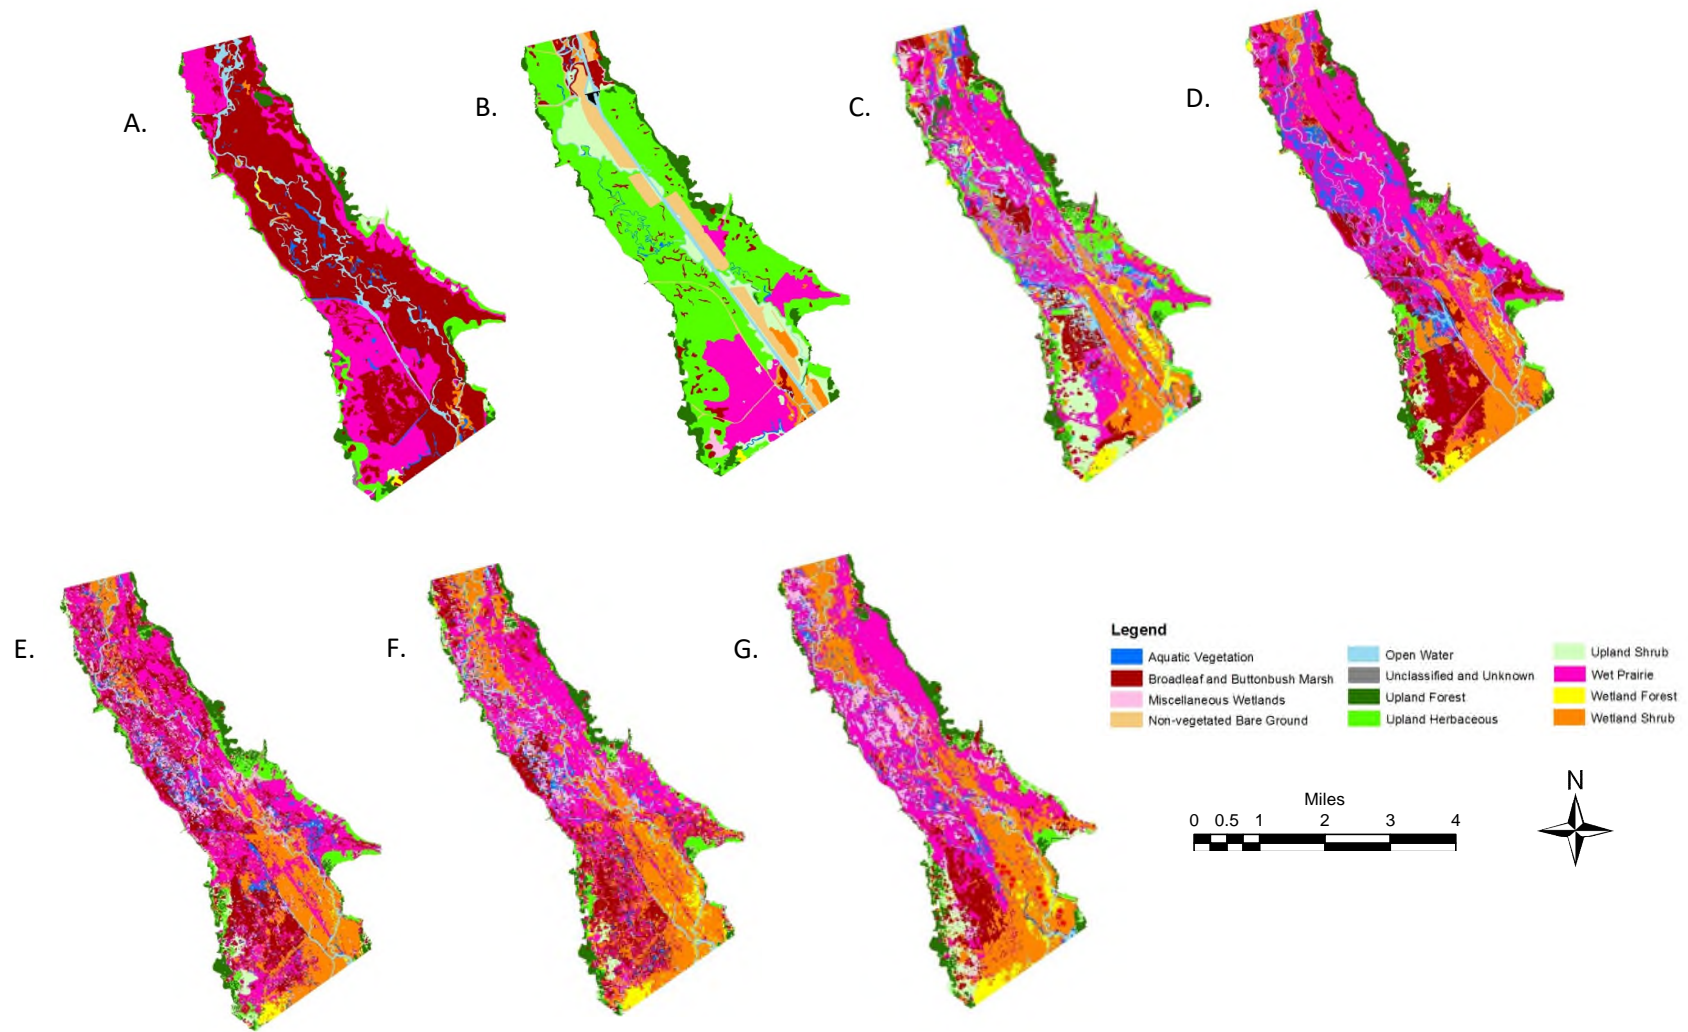 A.
B.
C.
D.
E.
F.
G.
Legend
Aquatic Vegetation
Broadleaf and Buttonbush Marsh
Miscellaneous Wetlands
Non-vegetated Bare Ground
Open Water
Unclassified and Unknown
Upland Forest
Upland Herbaceous
Upland Shrub
Wet Prairie
Wetland Forest
Wetland Shrub
Miles
0 0.5 1 2 3 4
N